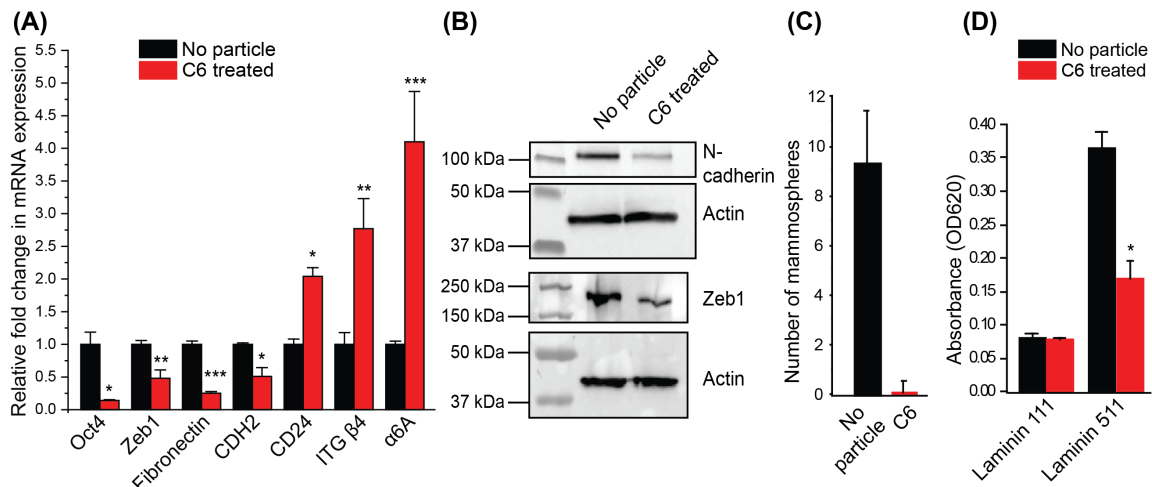 (A)
Relative fold change in mRNA expression
5.5
5.0
4.5
4.0
3.5
3.0
2.5
2.0
1.5
1.0
0.5
0.0
No particle
C6 treated
*
**
***
*
*
**
***
Oct4
Zeb1
Fibronectin
CDH2
CD24
ITG β4
α6A
(B)
No particle
C6 treated
100 kDa
N-
cadherin
50 kDa
Actin
37 kDa
250 kDa
Zeb1
150 kDa
50 kDa
Actin
37 kDa
(C)
Number of mammospheres
12
10
8
6
4
2
0
No
particle
C6
(D)
No particle
C6 treated
Absorbance (OD620)
0.40
0.35
0.30
0.25
0.20
0.15
0.10
0.05
0.00
*
Laminin 111
Laminin 511